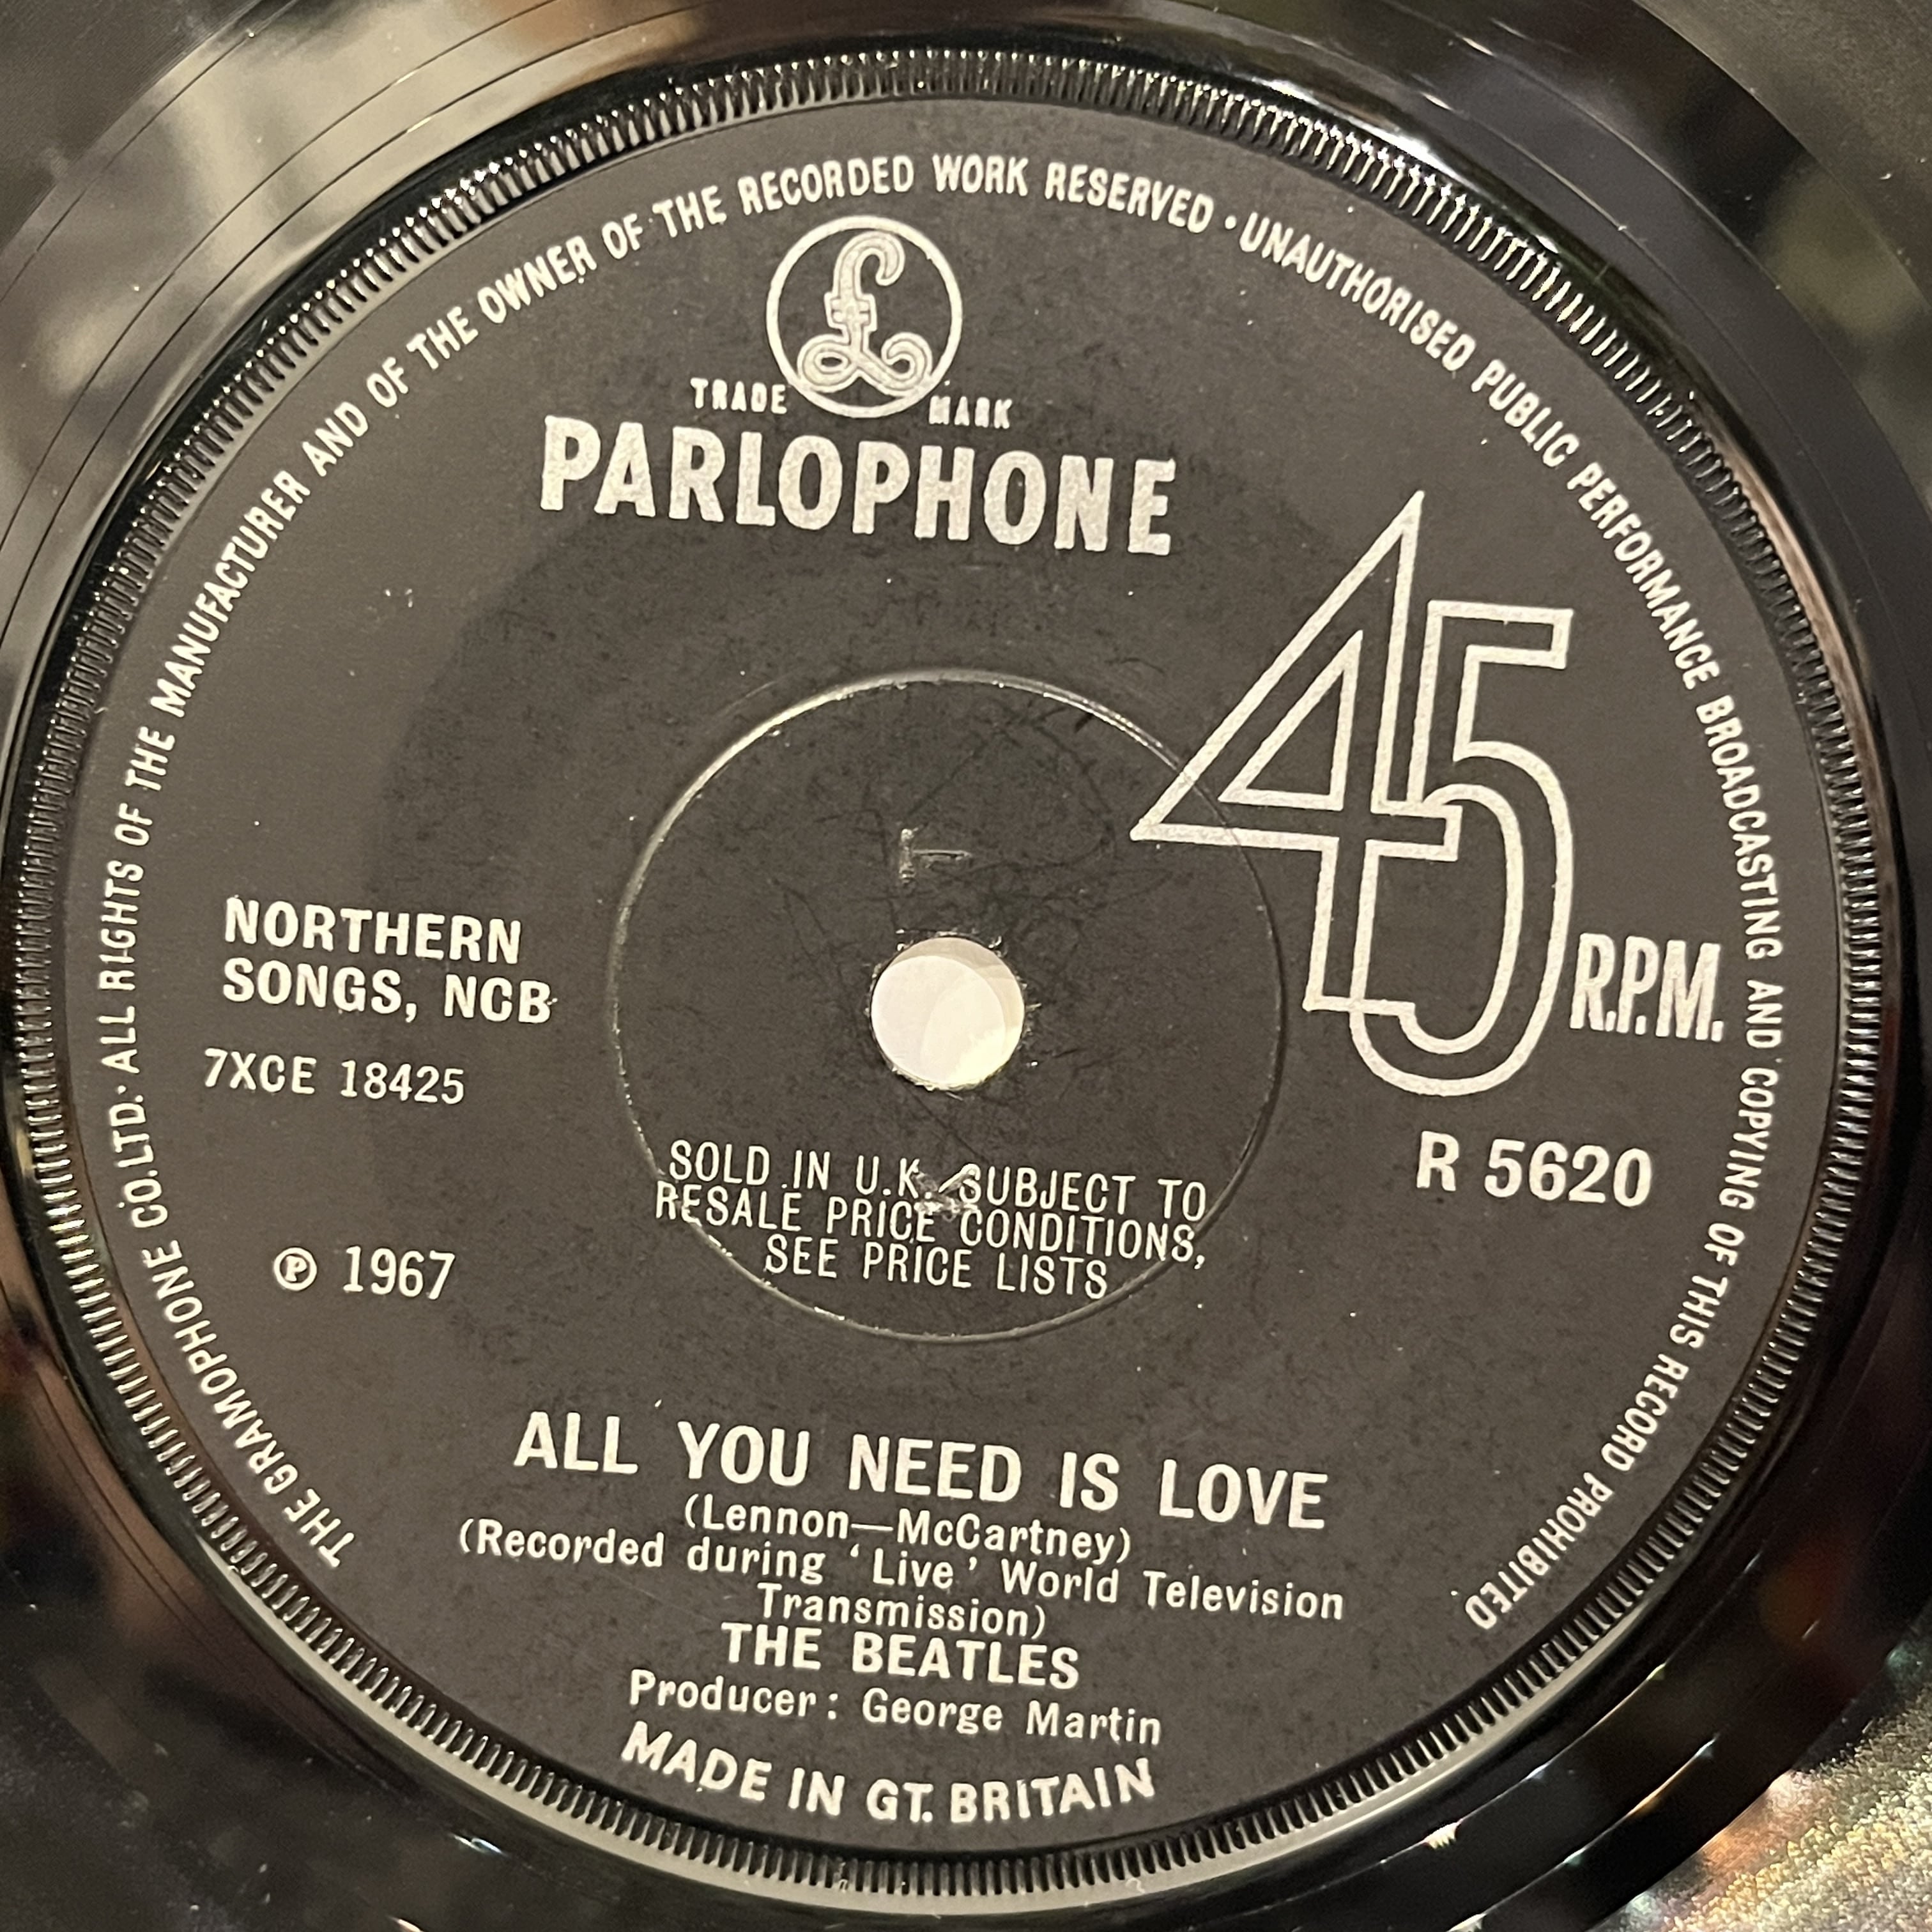 THE GRAMOPHONE CO.LTD. · ALL RIGHTS OF THE MANUFACTURER AND OF THE OWNER OF THE RECORDED WORK RESERVED · UNAUTHORISED PUBLIC PERFORMANCE BROADCASTING AND COPYING OF THIS RECORD PROHIBITED
£
TRADE MARK
PARLOPHONE
45 R.P.M.
NORTHERN
SONGS, NCB
7XCE 18425
R 5620
T
SOLD IN U.K. SUBJECT TO
RESALE PRICE CONDITIONS,
SEE PRICE LISTS
℗ 1967
ALL YOU NEED IS LOVE
(Lennon—McCartney)
(Recorded during ‘Live’ World Television
Transmission)
THE BEATLES
Producer: George Martin
MADE IN GT. BRITAIN